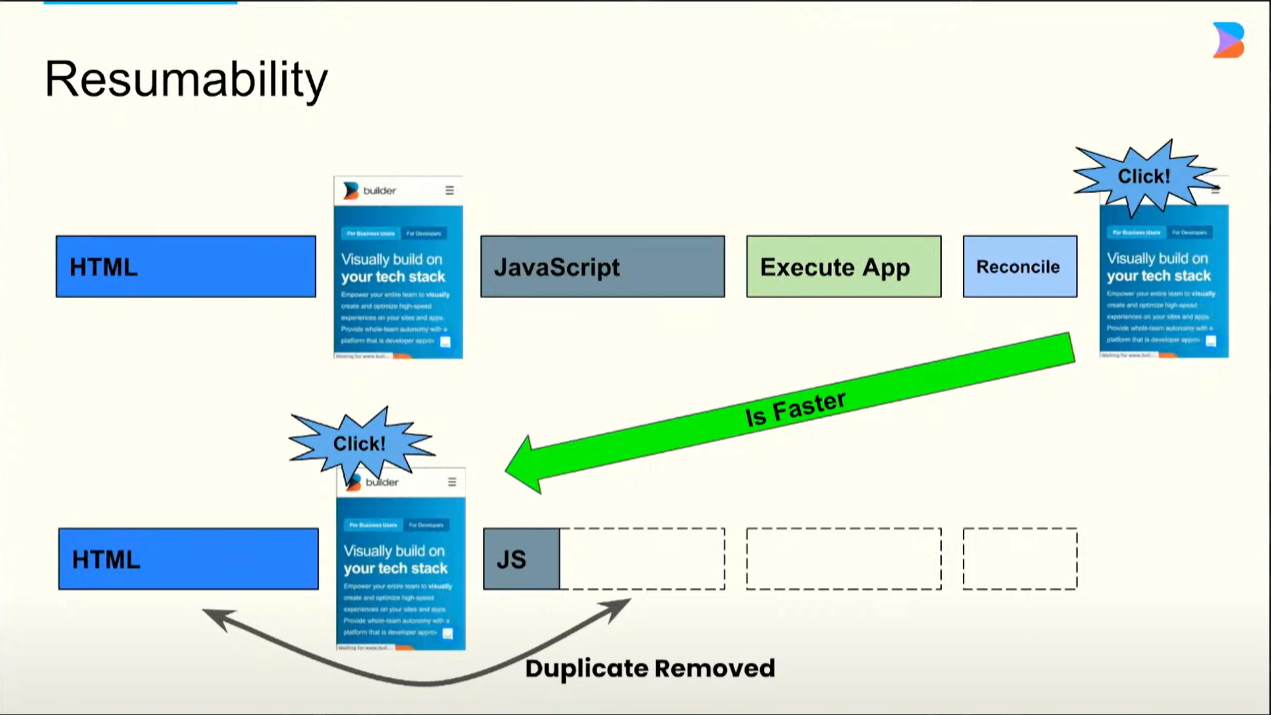 Resumability
Click!
builder
For Business Users For Developers
Visually build on
your tech stack
Empower your entire team to visually
create and optimize high-speed
experiences on your sites and apps.
Provide whole-team autonomy with a
platform that is developer
HTML
JavaScript
Execute App
Reconcile
For Business Users For Developers
Visually build on
your tech stack
Empower your entire team to visually
create and optimize high-speed
experiences on your sites and apps.
Provide whole-team autonomy with a
platform that is developer
Is Faster
Click!
builder
For Business Users For Developers
Visually build on
your tech stack
Empower your entire team to visually
create and optimize high-speed
experiences on your sites and apps.
Provide whole-team autonomy with a
platform that is developer
HTML
JS
Duplicate Removed